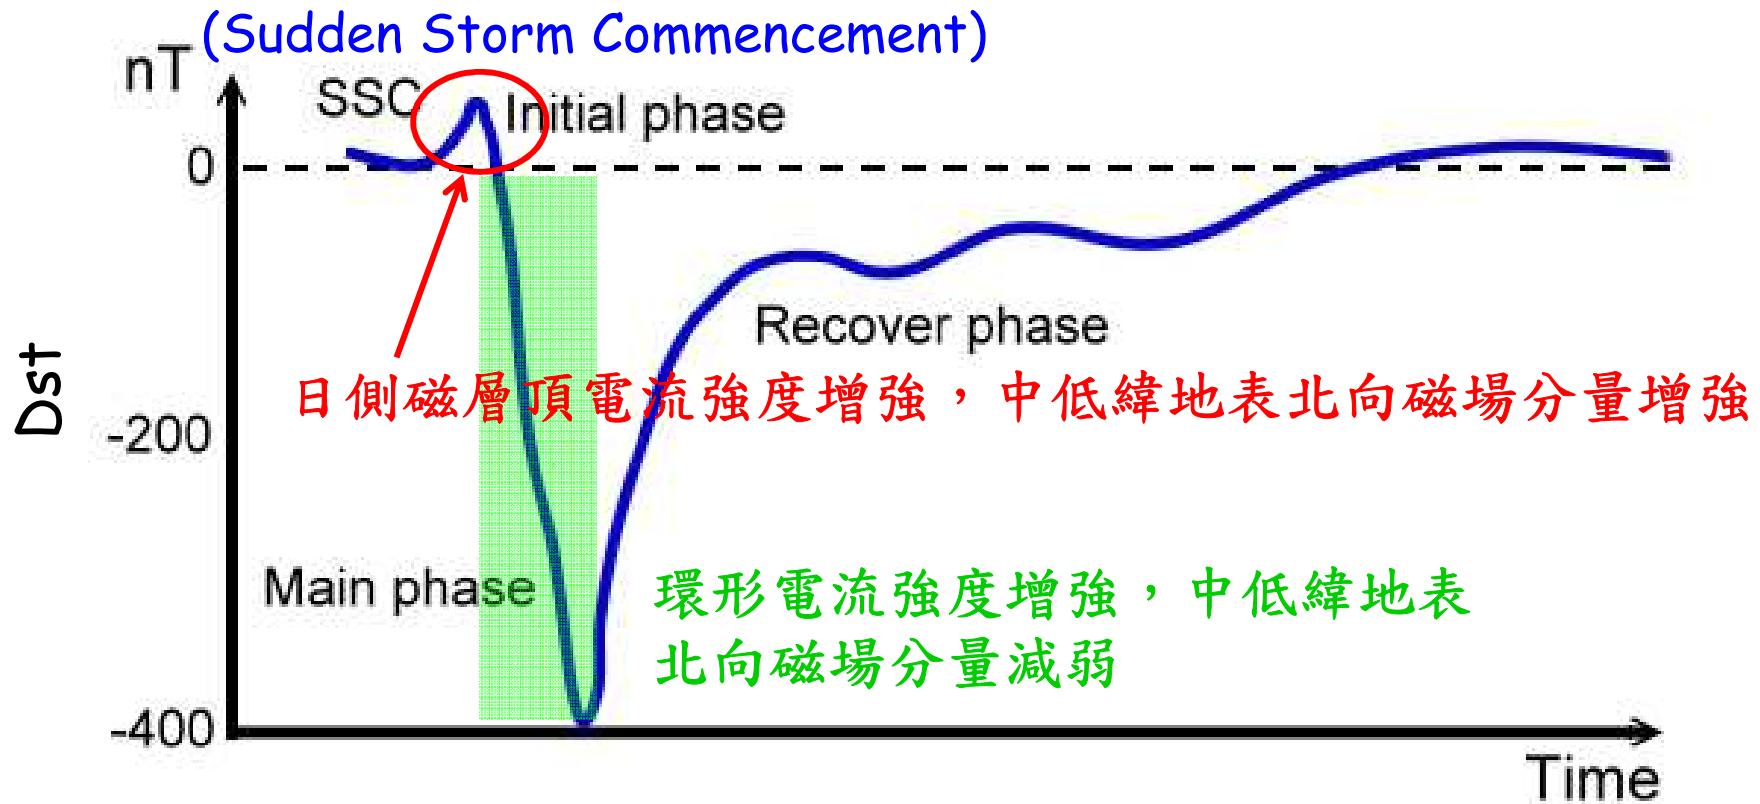 (Sudden Storm Commencement)
nT
SSC
Initial phase
0
Recover phase
Dst
日側磁層頂電流強度增強，中低緯地表北向磁場分量增強
-200
Main phase
環形電流強度增強，中低緯地表
北向磁場分量減弱
-400
Time